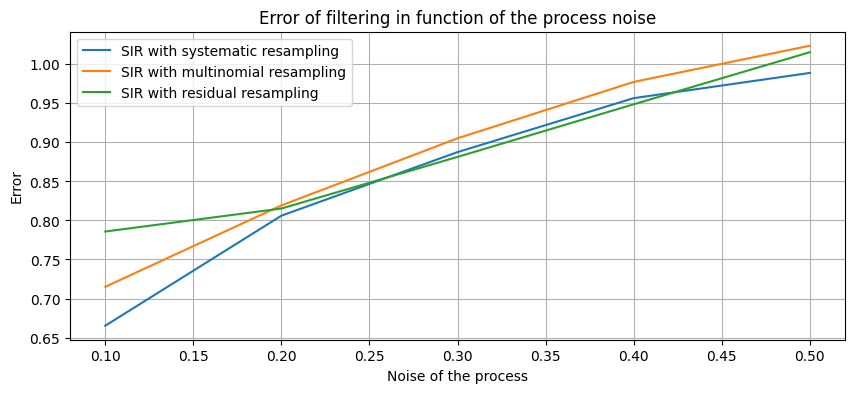 Error of filtering in function of the process noise
SIR with systematic resampling
SIR with multinomial resampling
SIR with residual resampling
1.00
0.95
0.90
0.85
0.80
0.75
0.70
0.65
Error
0.10 0.15 0.20 0.25 0.30 0.35 0.40 0.45 0.50
Noise of the process